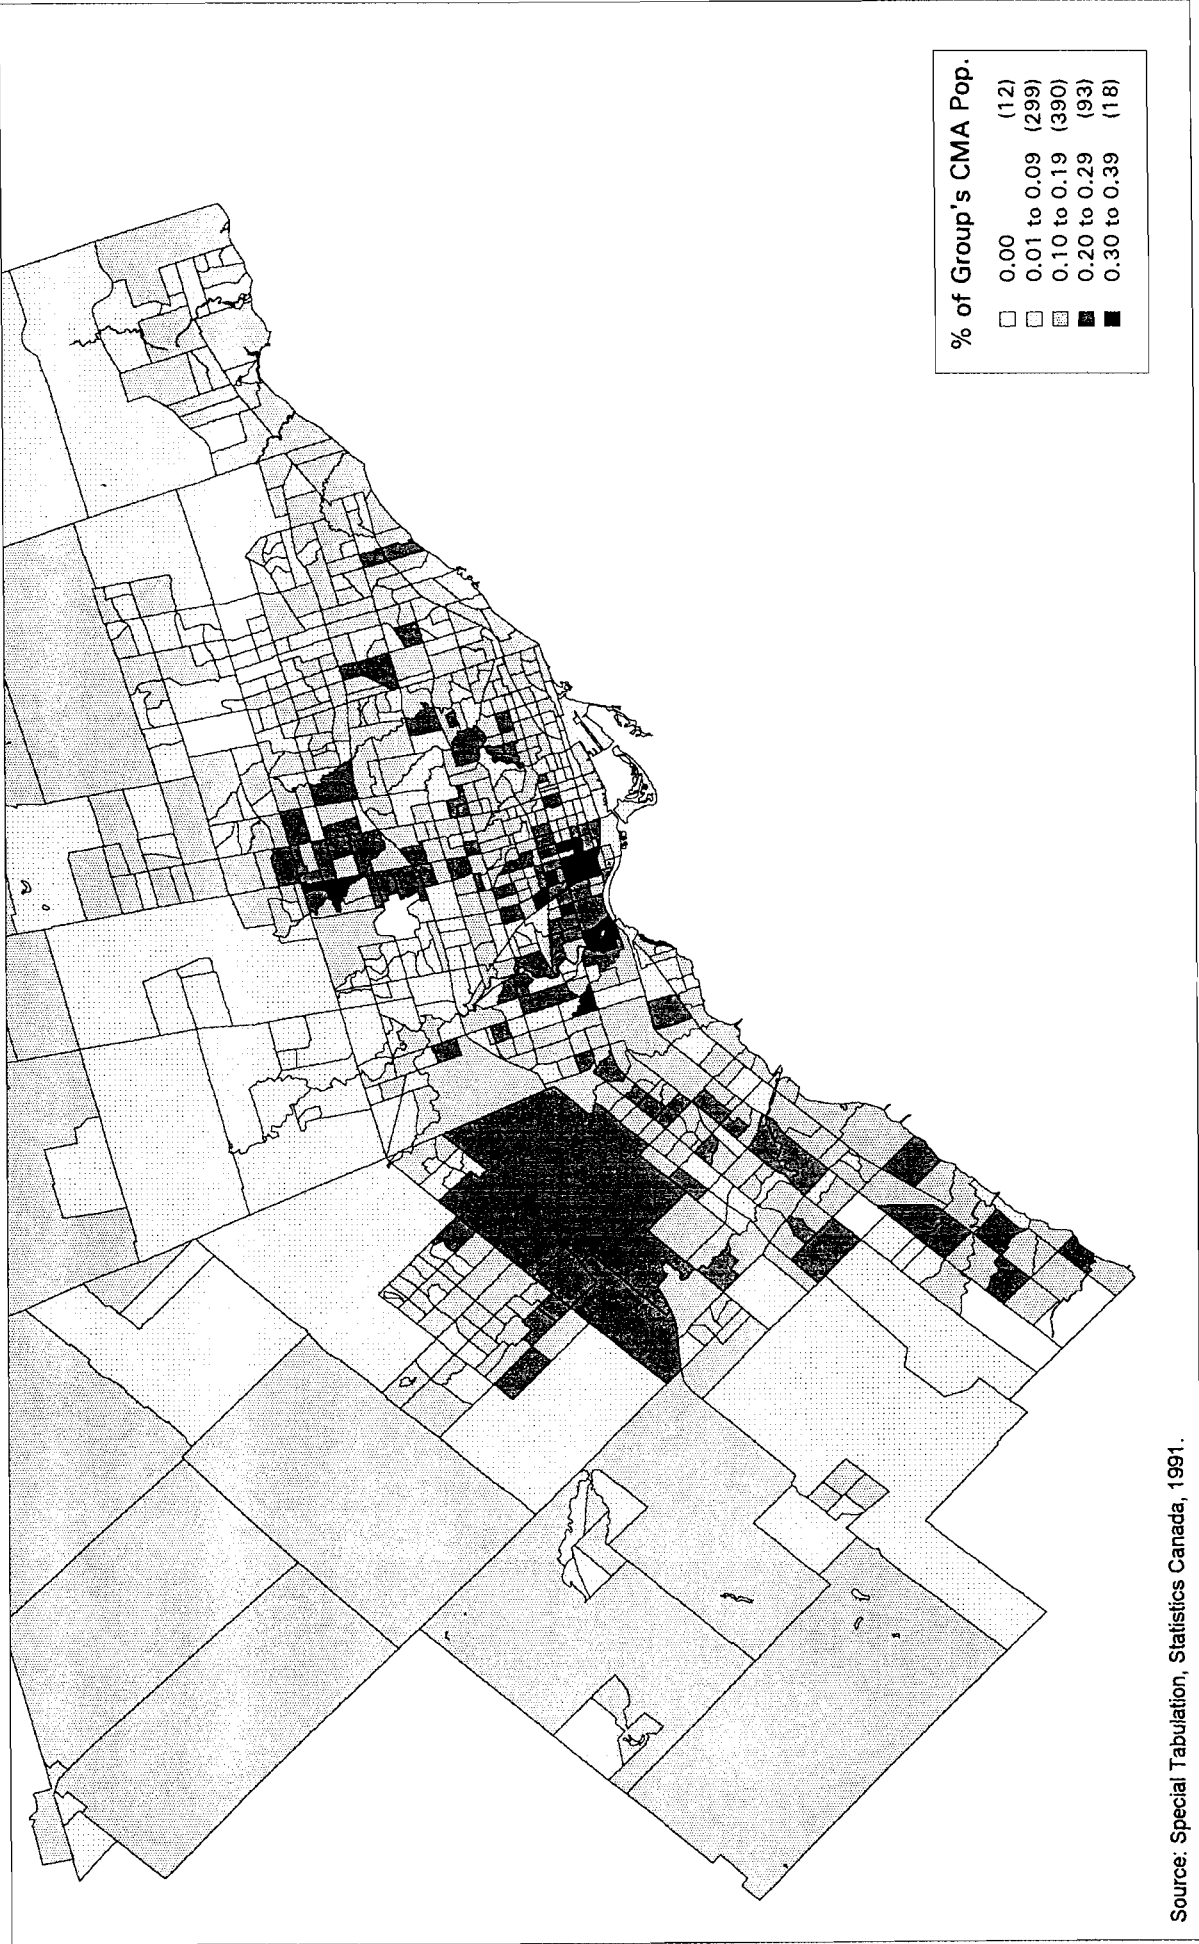 % of Group's CMA Pop.
0.00 (12)
0.01 to 0.09 (299)
0.10 to 0.19 (390)
0.20 to 0.29 (93)
0.30 to 0.39 (18)
Source: Special Tabulation, Statistics Canada, 1991.